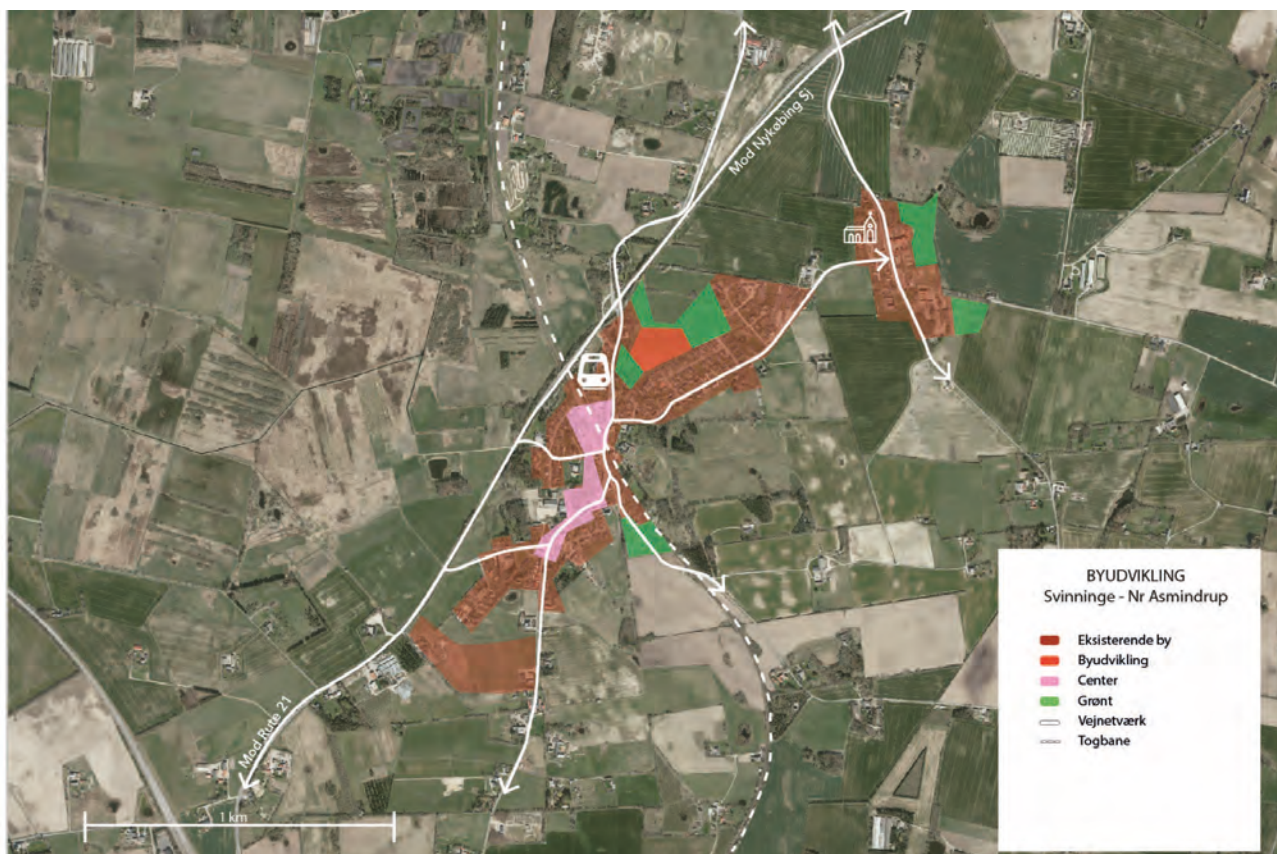 Mod Nykøbing Sj
Mod Rute 21
1 km
BYUDVIKLING
Svinninge - Nr Asmindrup
Eksisterende by
Byudvikling
Center
Grønt
Vejnetværk
Togbane